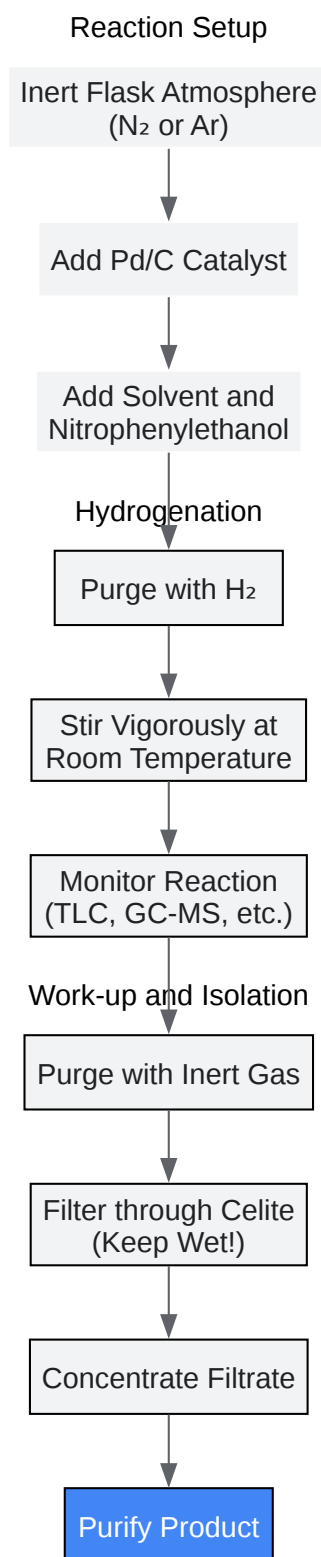 Reaction Setup
Inert Flask Atmosphere
(N₂ or Ar)
Add Pd/C Catalyst
Add Solvent and
Nitrophenylethanol
Hydrogenation
Purge with H₂
Stir Vigorously at
Room Temperature
Monitor Reaction
(TLC, GC-MS, etc.)
Work-up and Isolation
Purge with Inert Gas
Filter through Celite
(Keep Wet!)
Concentrate Filtrate
Purify Product